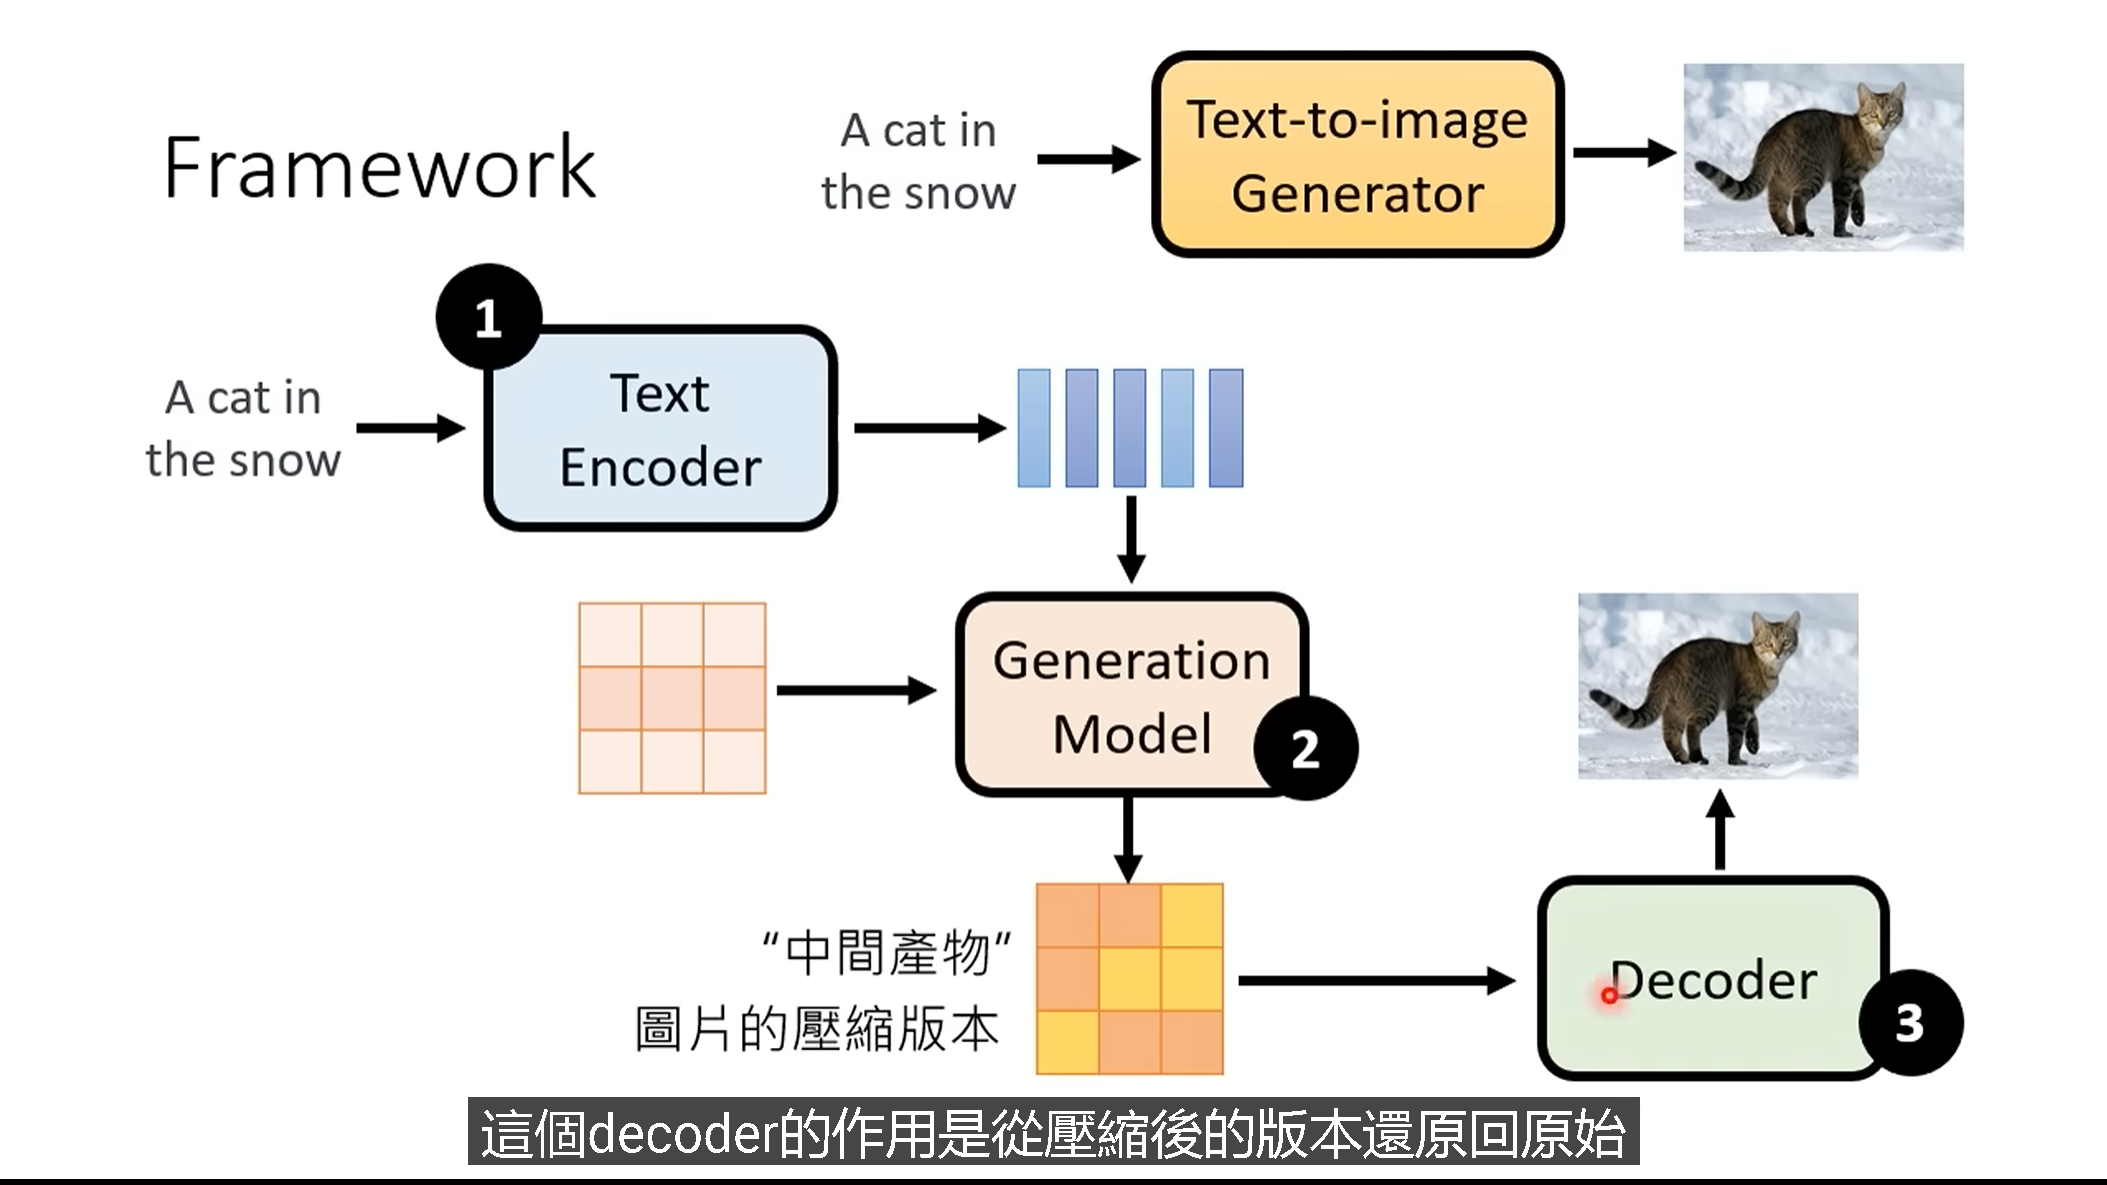 Framework
A cat in
the snow
Text-to-image
Generator
1
A cat in
the snow
Text
Encoder
Generation
Model
2
“中間產物”
圖片的壓縮版本
Decoder
3
這個decoder的作用是從壓縮後的版本還原回原始